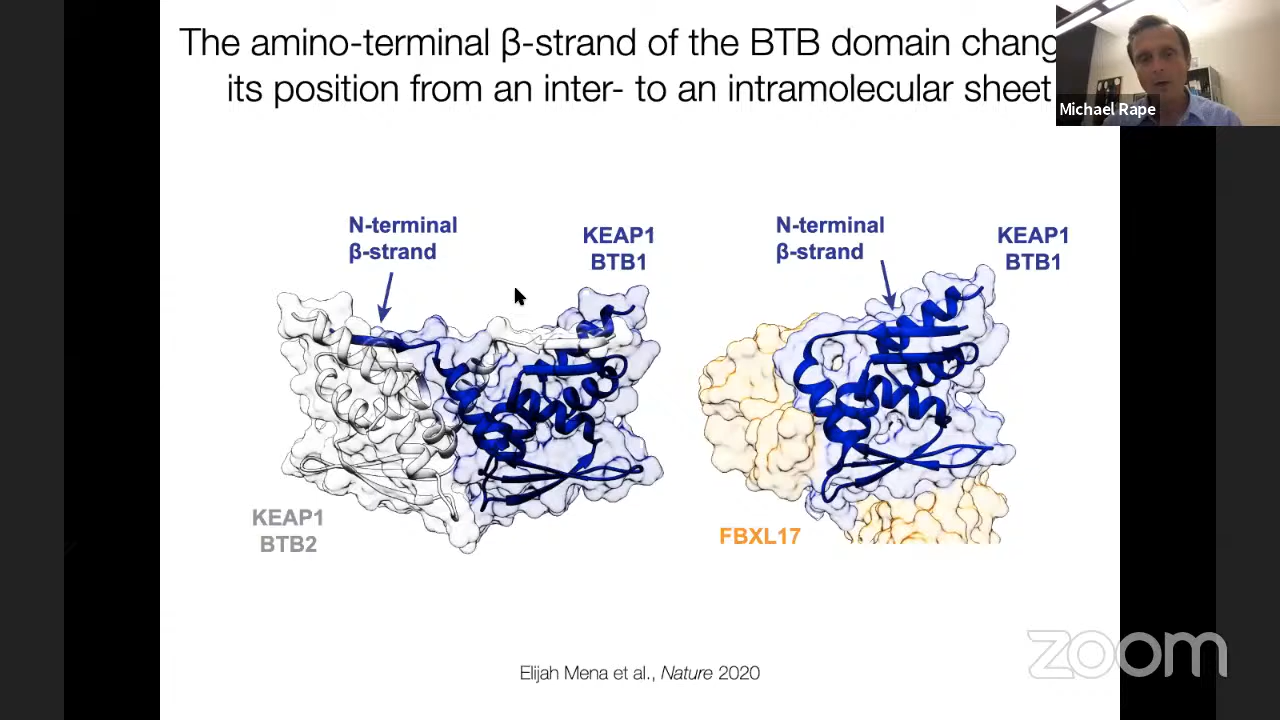 The amino-terminal β-strand of the BTB domain chang
its position from an inter- to an intramolecular sheet
Michael Rape
N-terminal
β-strand
KEAP1
BTB1
N-terminal
β-strand
KEAP1
BTB1
KEAP1
BTB2
FBXL17
zoom
Elijah Mena et al., Nature 2020